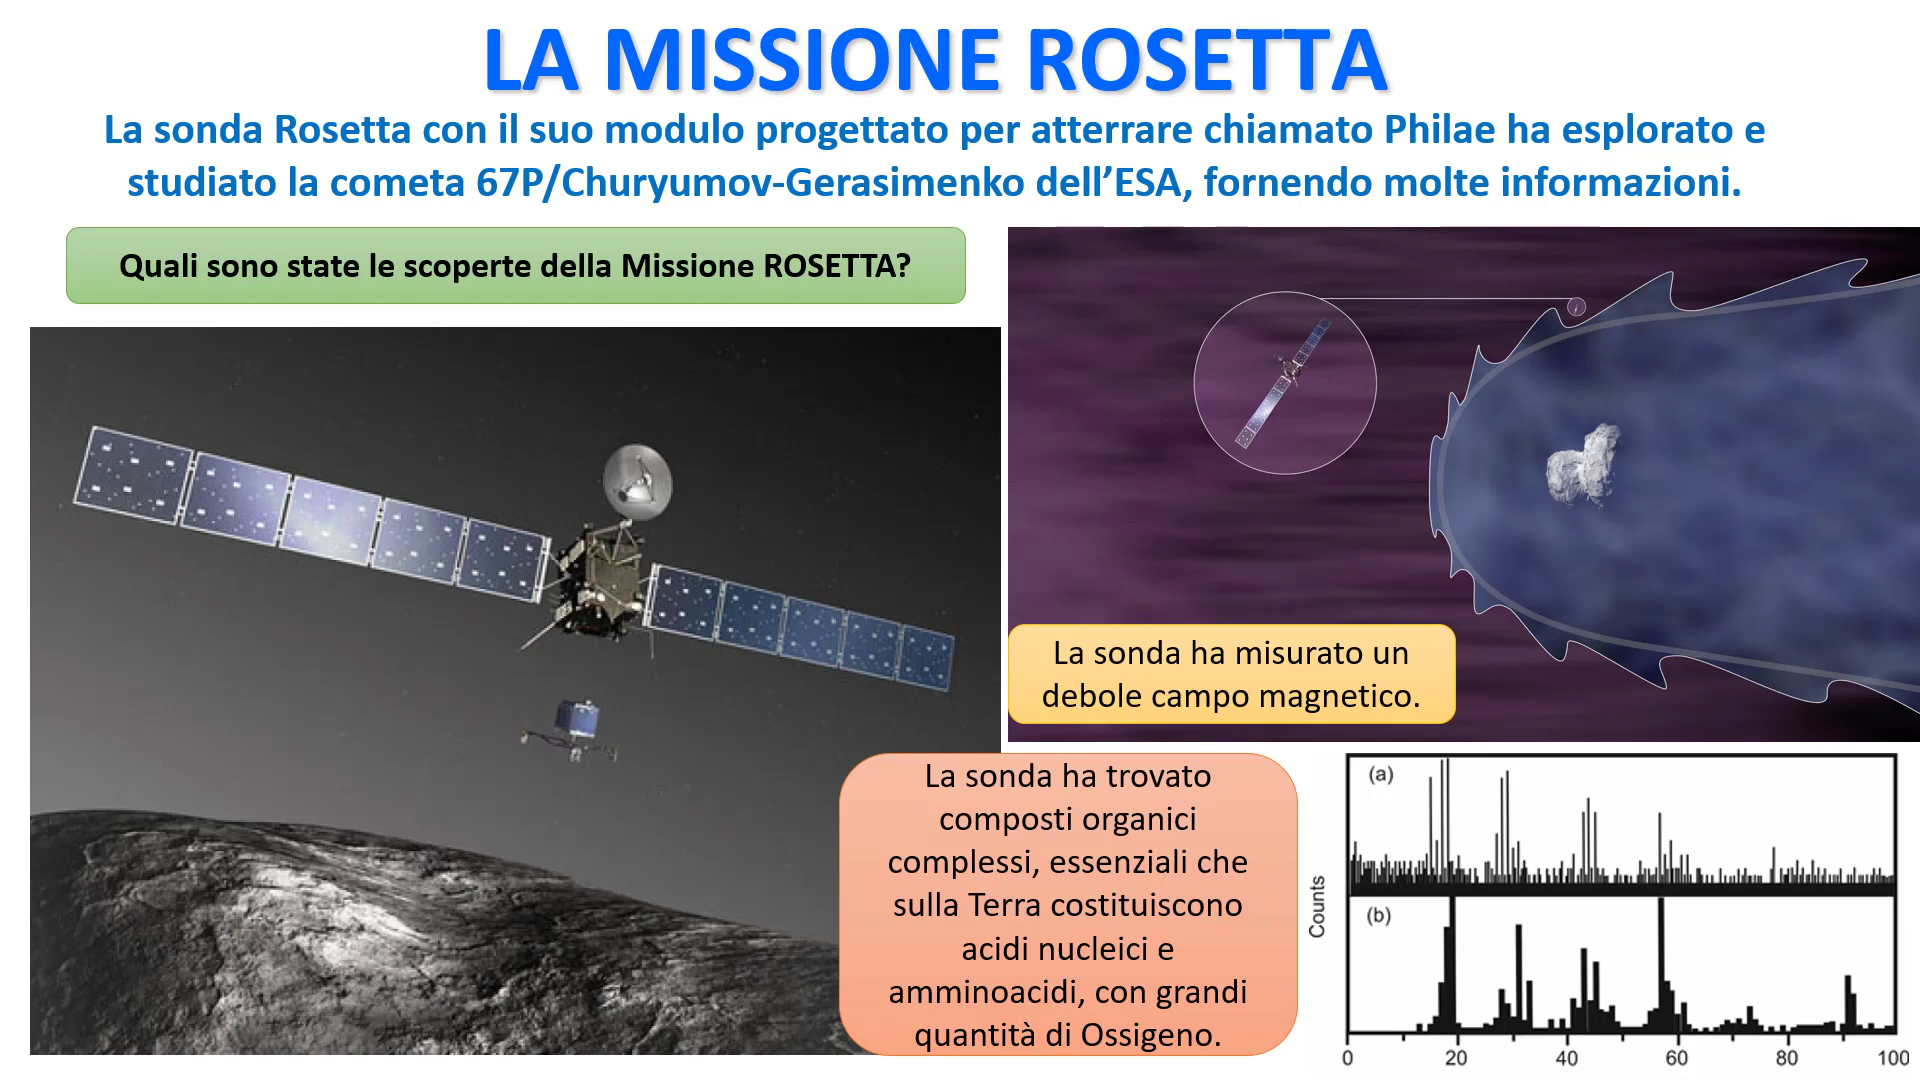 LA MISSIONE ROSETTA
La sonda Rosetta con il suo modulo progettato per atterrare chiamato Philae ha esplorato e
studiato la cometa 67P/Churyumov-Gerasimenko dell’ESA, fornendo molte informazioni.
Quali sono state le scoperte della Missione ROSETTA?
La sonda ha misurato un
debole campo magnetico.
La sonda ha trovato
composti organici
complessi, essenziali che
sulla Terra costituiscono
acidi nucleici e
amminoacidi, con grandi
quantità di Ossigeno.
(a)
(b)
Counts
0 20 40 60 80 100